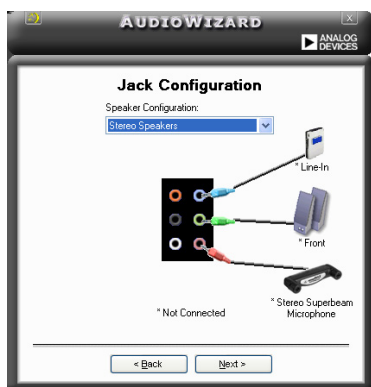 AUDIOWIZARD
ANALOG
DEVICES
Jack Configuration
Speaker Configuration:
Stereo Speakers
* Line-In
* Front
* Not Connected
* Stereo Superbeam
Microphone
< Back
Next >